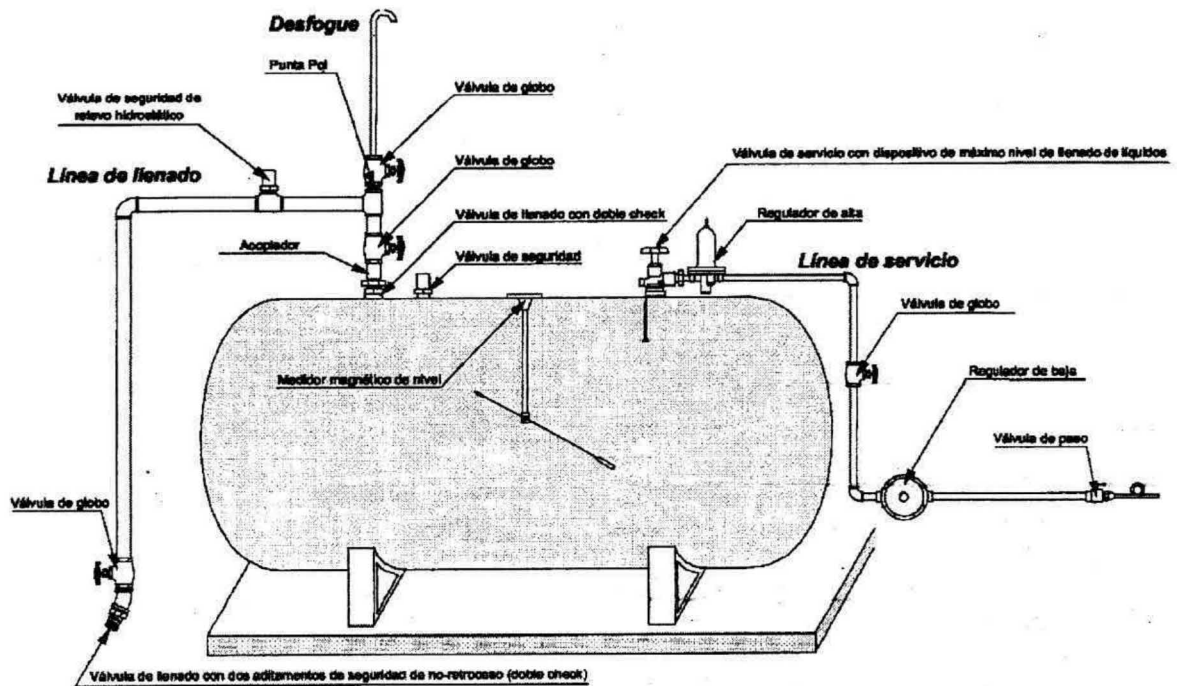 Desfogue
Punta Pol
Válvula de globo
Válvula de seguridad de
relevo hidrostático
Válvula de globo
Válvula de servicio con dispositivo de máximo nivel de llenado de líquidos
Línea de llenado
Válvula de llenado con doble check
Regulador de alta
Acoplador
Válvula de seguridad
Línea de servicio
Válvula de globo
Medidor magnético de nivel
Regulador de baja
Válvula de paso
Válvula de globo
Válvula de llenado con dos aditamentos de seguridad de no-retroceso (doble check)